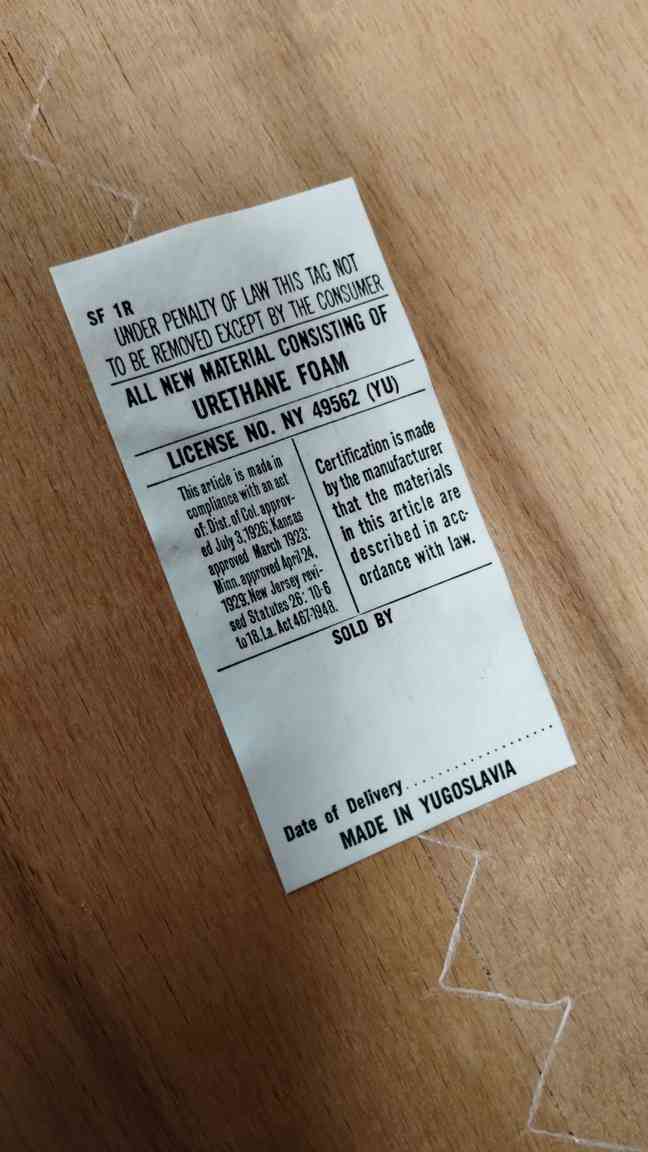 SF 1R
UNDER PENALTY OF LAW THIS TAG NOT
TO BE REMOVED EXCEPT BY THE CONSUMER
ALL NEW MATERIAL CONSISTING OF
URETHANE FOAM
LICENSE NO. NY 49562 (YU)
This article is made in
compliance with an act
of: Dist. of Col. approv-
ed July 3. 1926; Kansas
approved March 1923;
Minn. approved April 24,
1929; New Jersey revi-
sed Statutes 26: 10-6
to 18. La. Act 467-1948.
Certification is made
by the manufacturer
that the materials
in this article are
described in acc-
ordance with law.
SOLD BY
Date of Delivery..................
MADE IN YUGOSLAVIA